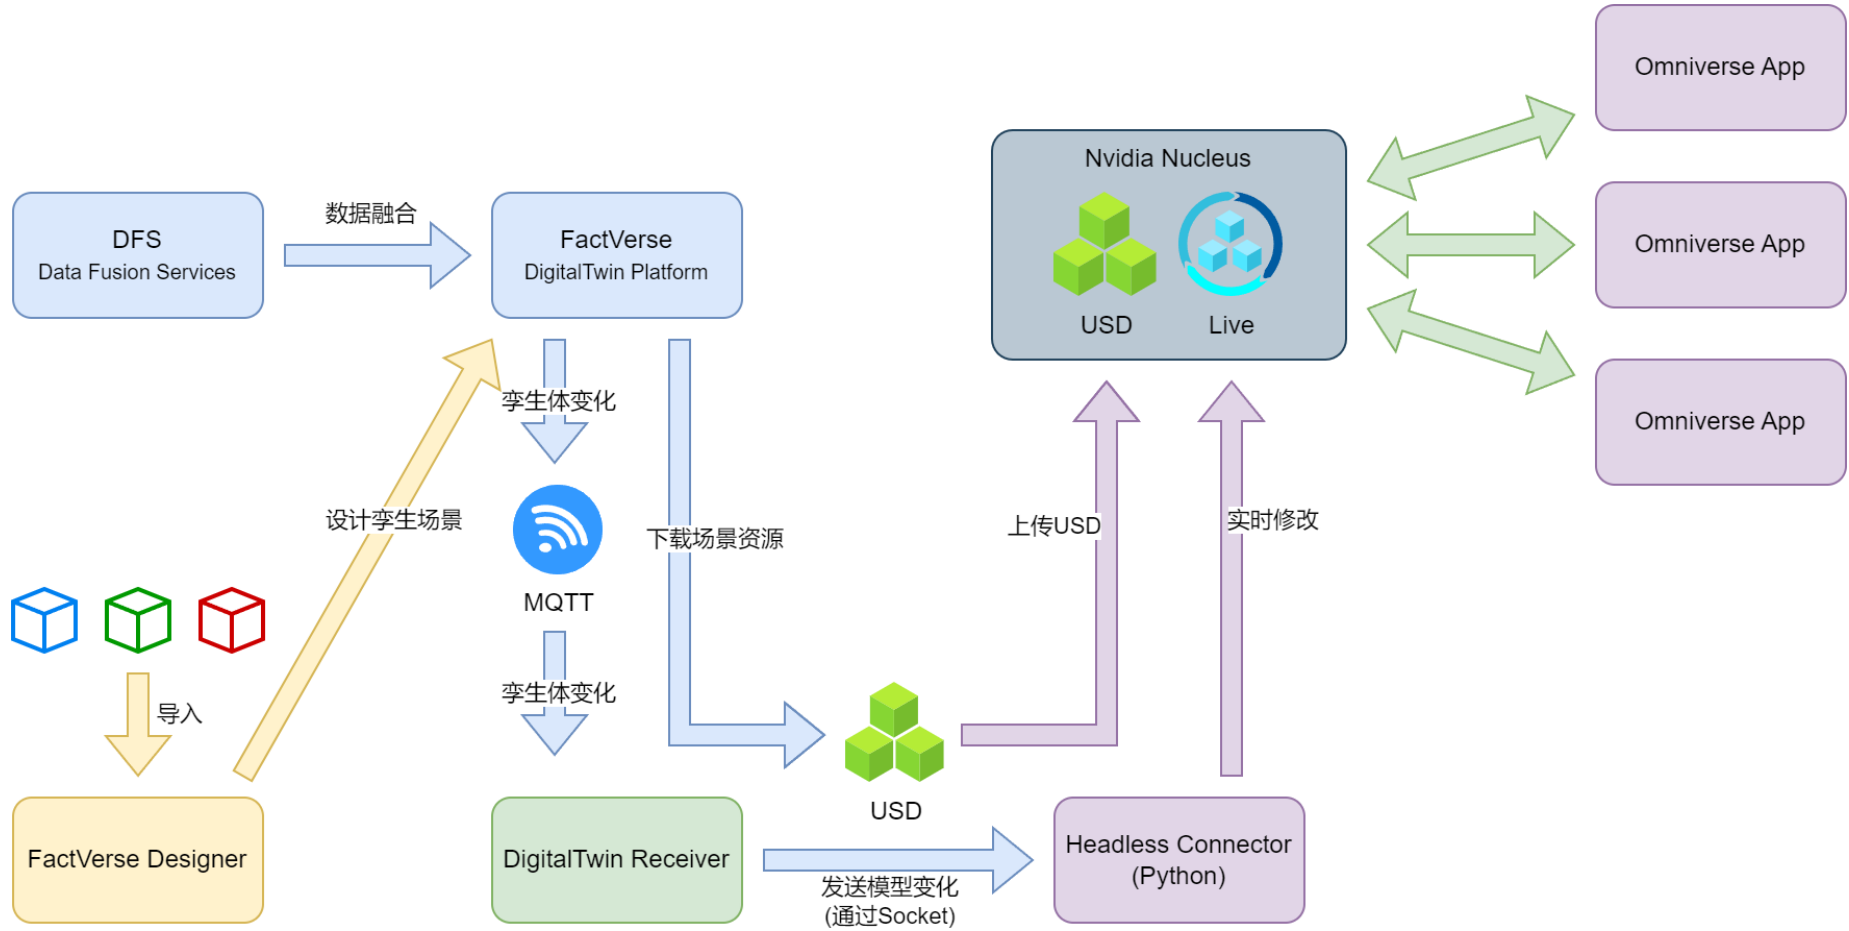 Omniverse App
Nvidia Nucleus
USD
Live
Omniverse App
Omniverse App
DFS
Data Fusion Services
数据融合
FactVerse
DigitalTwin Platform
孪生体变化
设计孪生场景
MQTT
下载场景资源
上传USD
实时修改
孪生体变化
导入
USD
FactVerse Designer
DigitalTwin Receiver
发送模型变化
(通过Socket)
Headless Connector
(Python)